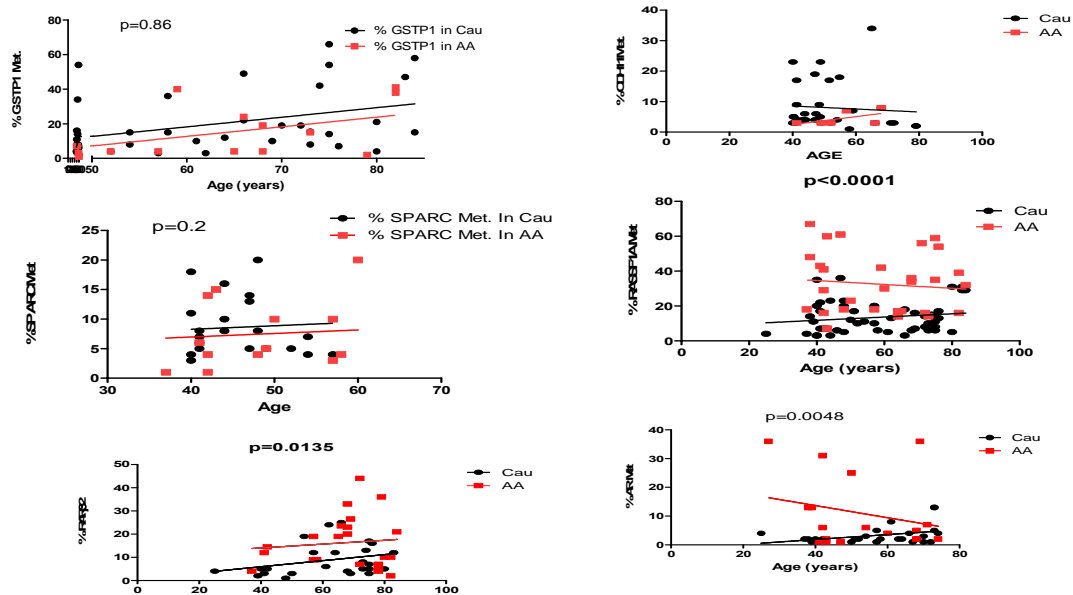 p=0.86
% GSTP1 in Cau
% GSTP1 in AA
%GSTP1 Met.
80
60
40
20
0
50 60 70 80
Age (years)
Cau
AA
40
30
20
10
0
0 20 40 60 80 100
AGE
p=0.2
% SPARC Met. In Cau
% SPARC Met. In AA
%SPARCMet
25
20
15
10
5
0
30 40 50 60 70
Age
p<0.0001
Cau
AA
80
60
40
20
0
0 20 40 60 80 100
Age (years)
p=0.0135
Cau
AA
50
40
30
20
10
0
0 20 40 60 80 100
Age (years)
p=0.0048
Cau
AA
%ARMet
40
30
20
10
0
0 20 40 60 80
Age (years)